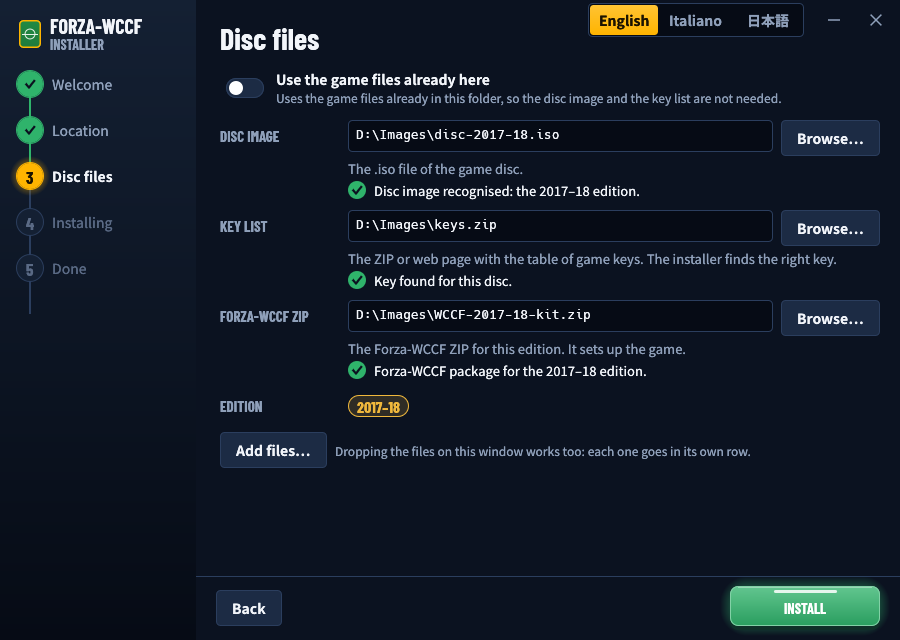 FORZA-WCCF
INSTALLER
English
Italiano
日本語
Welcome
Location
3
Disc files
4
Installing
5
Done
Disc files
Use the game files already here
Uses the game files already in this folder, so the disc image and the key list are not needed.
DISC IMAGE
D:\Images\disc-2017-18.iso
Browse...
The .iso file of the game disc.
Disc image recognised: the 2017–18 edition.
KEY LIST
D:\Images\keys.zip
Browse...
The ZIP or web page with the table of game keys. The installer finds the right key.
Key found for this disc.
FORZA-WCCF ZIP
D:\Images\WCCF-2017-18-kit.zip
Browse...
The Forza-WCCF ZIP for this edition. It sets up the game.
Forza-WCCF package for the 2017–18 edition.
EDITION
2017–18
Add files...
Dropping the files on this window works too: each one goes in its own row.
Back
INSTALL